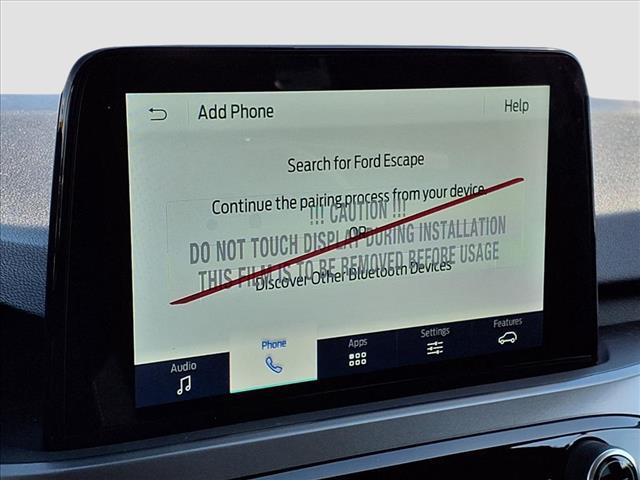 Add Phone
Help
Search for Ford Escape
Continue the pairing process from your device.
!!! CAUTION !!!
OR
DO NOT TOUCH DISPLAY DURING INSTALLATION
THIS FILM IS TO BE REMOVED BEFORE USAGE
Discover Other Bluetooth Devices
Audio
Phone
Apps
Settings
Features